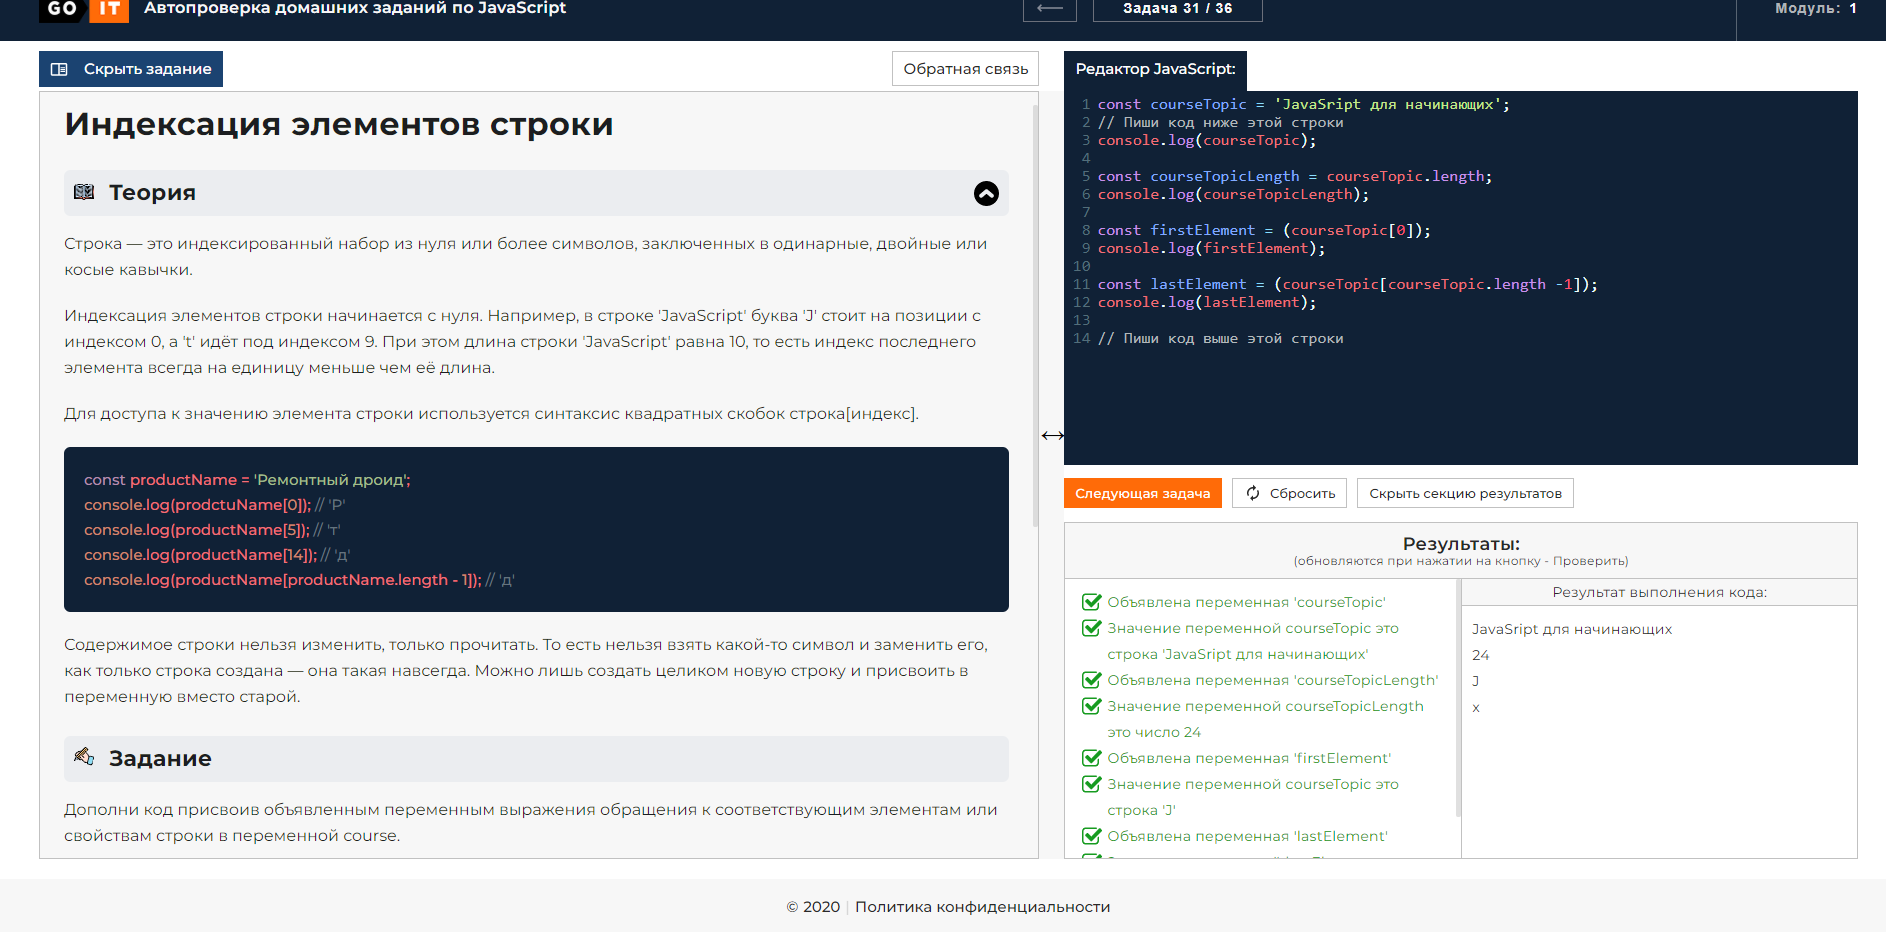 GO IT Автопроверка домашних заданий по JavaScript
Задача 31 / 36
Модуль: 1
Скрыть задание
Обратная связь
Индексация элементов строки
Теория
Строка — это индексированный набор из нуля или более символов, заключенных в одинарные, двойные или
косые кавычки.
Индексация элементов строки начинается с нуля. Например, в строке 'JavaScript' буква 'J' стоит на позиции с
индексом 0, а 't' идёт под индексом 9. При этом длина строки 'JavaScript' равна 10, то есть индекс последнего
элемента всегда на единицу меньше чем её длина.
Для доступа к значению элемента строки используется синтаксис квадратных скобок строка[индекс].
const productName = 'Ремонтный дроид';
console.log(prodctuName[0]); // 'Р'
console.log(productName[5]); // 'т'
console.log(productName[14]); // 'д'
console.log(productName[productName.length - 1]); // 'д'
Содержимое строки нельзя изменить, только прочитать. То есть нельзя взять какой-то символ и заменить его,
как только строка создана — она такая навсегда. Можно лишь создать целиком новую строку и присвоить в
переменную вместо старой.
Задание
Дополни код присвоив объявленным переменным выражения обращения к соответствующим элементам или
свойствам строки в переменной course.
Редактор JavaScript:
1 const courseTopic = 'JavaSript для начинающих';
2 // Пиши код ниже этой строки
3 console.log(courseTopic);
4
5 const courseTopicLength = courseTopic.length;
6 console.log(courseTopicLength);
7
8 const firstElement = (courseTopic[0]);
9 console.log(firstElement);
10
11 const lastElement = (courseTopic[courseTopic.length -1]);
12 console.log(lastElement);
13
14 // Пиши код выше этой строки
Следующая задача
Сбросить
Скрыть секцию результатов
Результаты:
(обновляются при нажатии на кнопку - Проверить)
Объявлена переменная 'courseTopic'
Значение переменной courseTopic это
строка 'JavaSript для начинающих'
Объявлена переменная 'courseTopicLength'
Значение переменной courseTopicLength
это число 24
Объявлена переменная 'firstElement'
Значение переменной courseTopic это
строка 'J'
Объявлена переменная 'lastElement'
Результат выполнения кода:
JavaSript для начинающих
24
J
х
© 2020 | Политика конфиденциальности